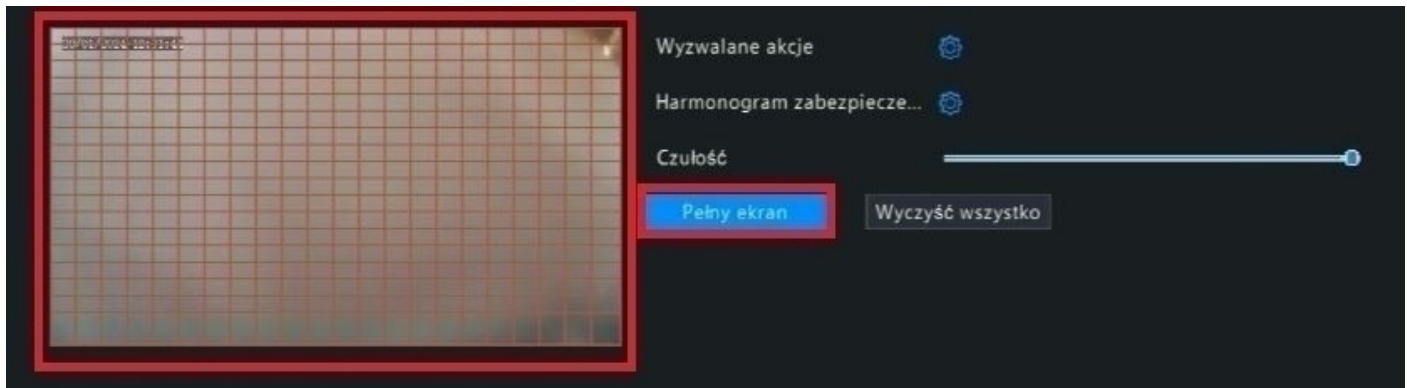 Wyzwalane akcje
Harmonogram zabezpiecze...
Czułość
Pełny ekran
Wyczyść wszystko